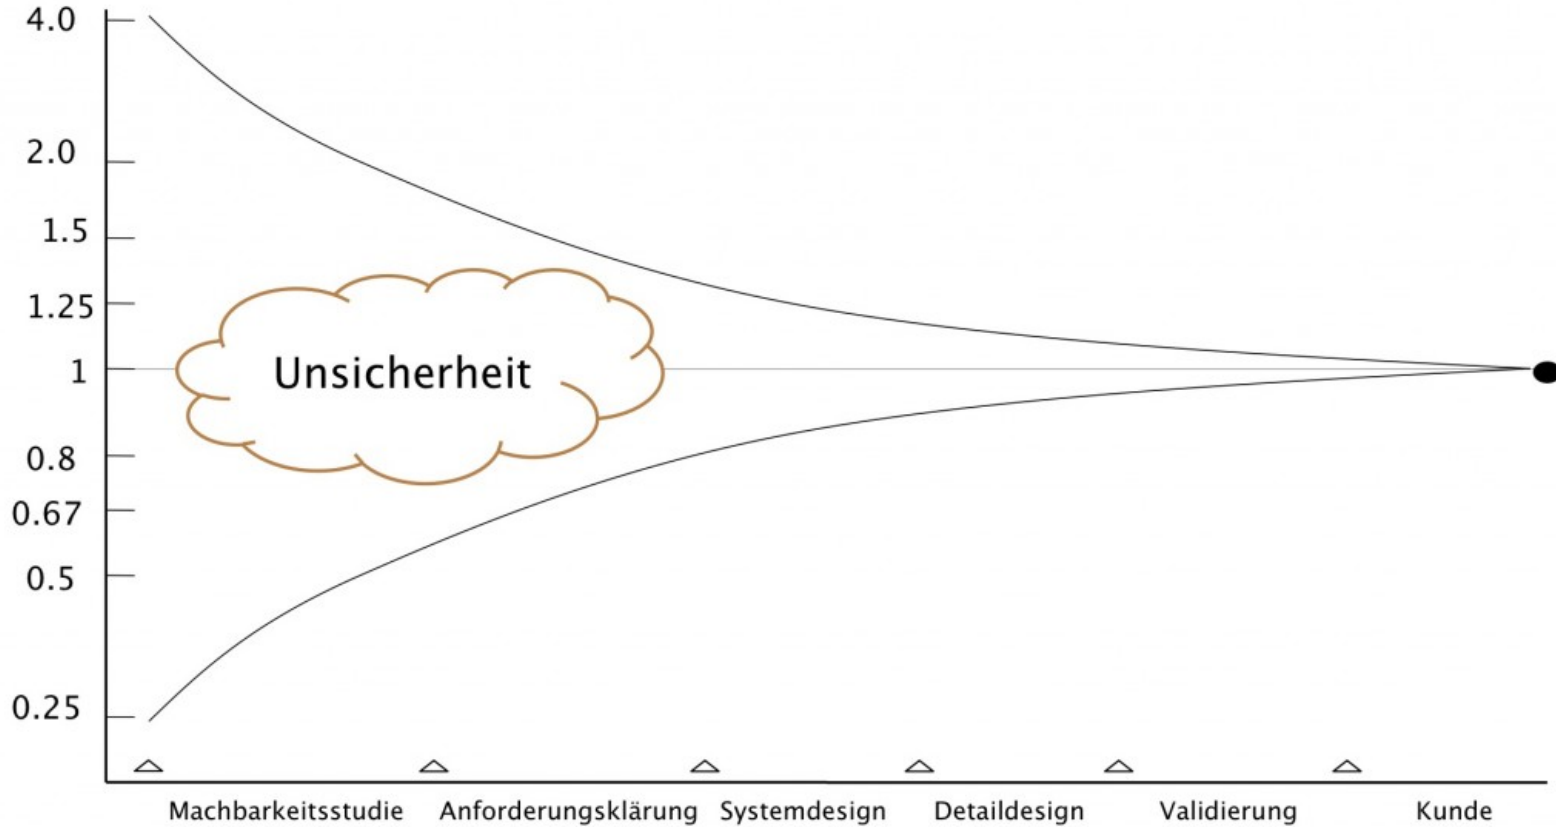 4.0
2.0
1.5
1.25
1
0.8
0.67
0.5
0.25
Unsicherheit
Machbarkeitsstudie
Anforderungsklärung
Systemdesign
Detaildesign
Validierung
Kunde